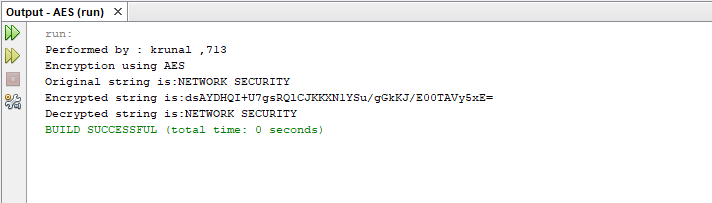 Output - AES (run) ×
run:
Performed by : krunal ,713
Encryption using AES
Original string is:NETWORK SECURITY
Encrypted string is:dsAYDHQI+U7gsRQlCJKKXNlYSu/gGkKJ/E00TAVy5xE=
Decrypted string is:NETWORK SECURITY
BUILD SUCCESSFUL (total time: 0 seconds)